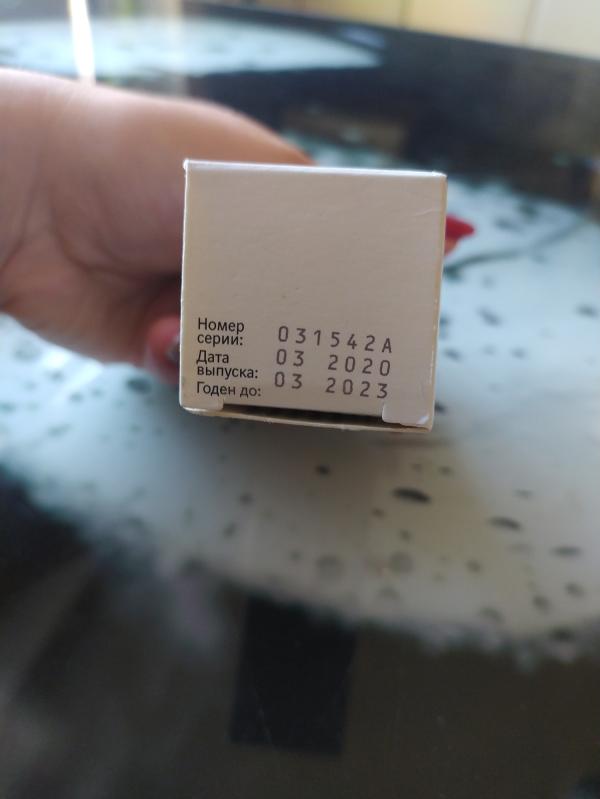 Номер
серии: 031542A
Дата 03 2020
выпуска:
Годен до: 03 2023